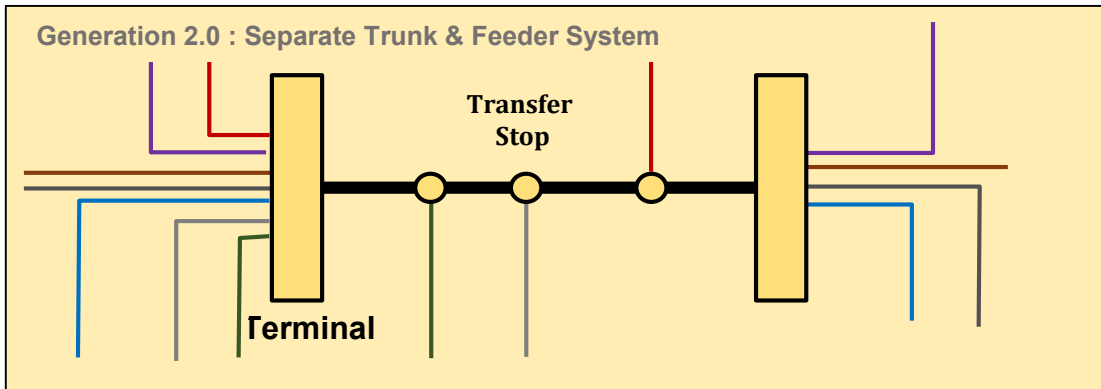 Generation 2.0 : Separate Trunk & Feeder System
Transfer
Stop
Terminal